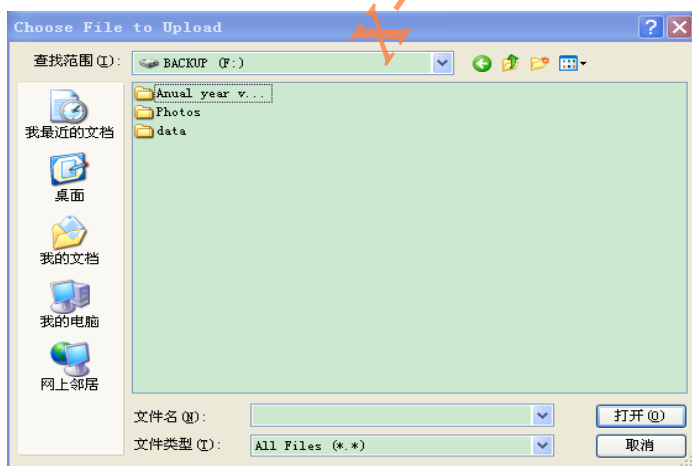 Choose File to Upload
查找范围(I):
BACKUP (F:)
Anual year v...
Photos
data
我最近的文档
桌面
我的文档
我的电脑
网上邻居
文件名(N):
打开(O)
文件类型(T):
All Files (*.*)
取消